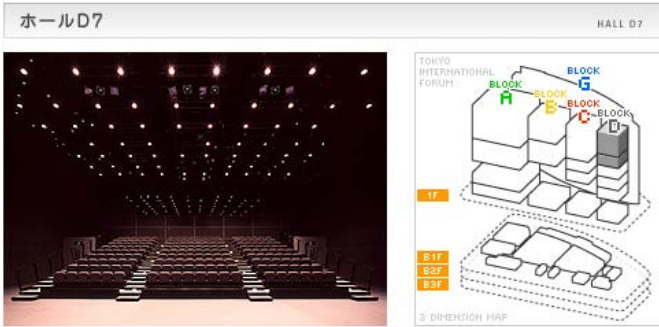 ホールD7
HALL D7
TOKYO
INTERNATIONAL
FORUM
BLOCK
G
BLOCK
A
BLOCK
B
BLOCK
C
BLOCK
D
1F
B1F
B2F
B3F
3 DIMENSION MAP